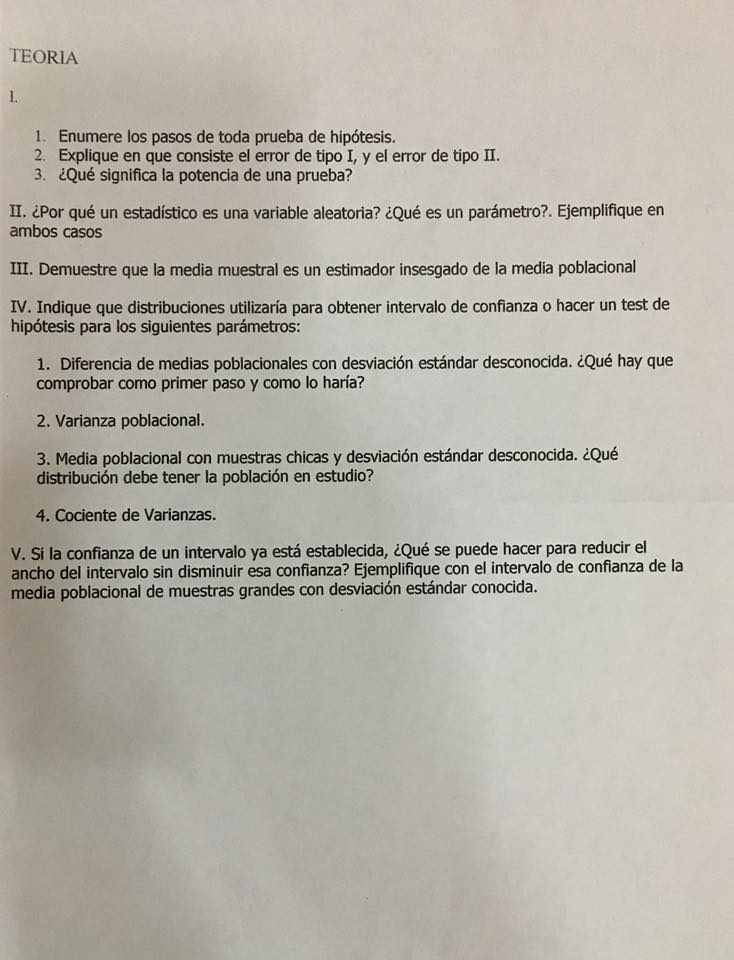 TEORIA
I.
1. Enumere los pasos de toda prueba de hipótesis.
2. Explique en que consiste el error de tipo I, y el error de tipo II.
3. ¿Qué significa la potencia de una prueba?
II. ¿Por qué un estadístico es una variable aleatoria? ¿Qué es un parámetro?. Ejemplifique en
ambos casos
III. Demuestre que la media muestral es un estimador insesgado de la media poblacional
IV. Indique que distribuciones utilizaría para obtener intervalo de confianza o hacer un test de
hipótesis para los siguientes parámetros:
1. Diferencia de medias poblacionales con desviación estándar desconocida. ¿Qué hay que
comprobar como primer paso y como lo haría?
2. Varianza poblacional.
3. Media poblacional con muestras chicas y desviación estándar desconocida. ¿Qué
distribución debe tener la población en estudio?
4. Cociente de Varianzas.
V. Si la confianza de un intervalo ya está establecida, ¿Qué se puede hacer para reducir el
ancho del intervalo sin disminuir esa confianza? Ejemplifique con el intervalo de confianza de la
media poblacional de muestras grandes con desviación estándar conocida.